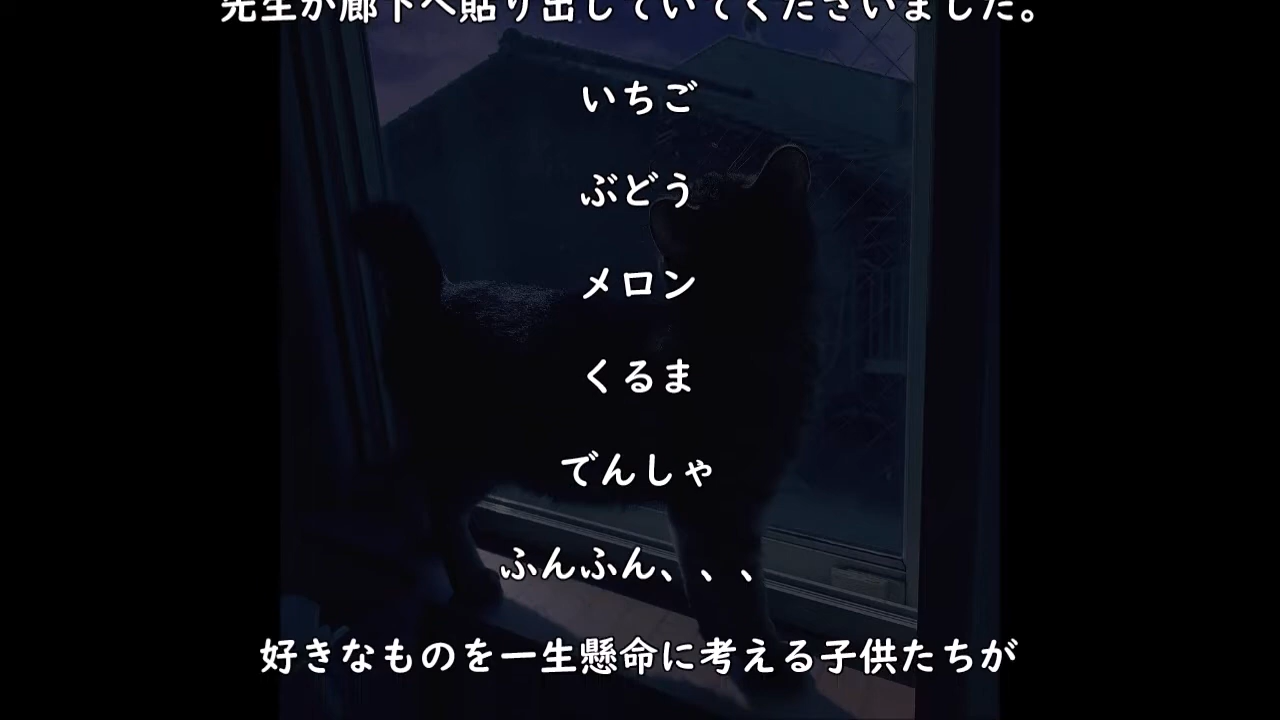 先生が廊下へ貼り出していてくださいました。
いちご
ぶどう
メロン
くるま
でんしゃ
ふんふん、、、
好きなものを一生懸命に考える子供たちが